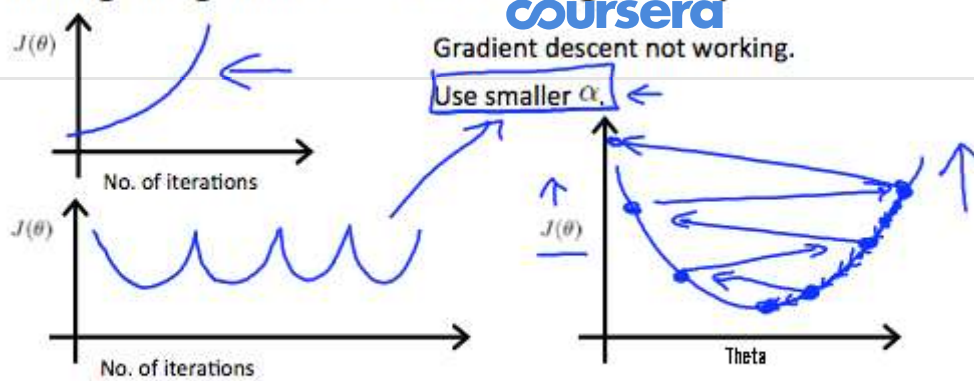 coursera
J(θ)
Gradient descent not working.
Use smaller α.
No. of iterations
J(θ)
No. of iterations
J(θ)
Theta